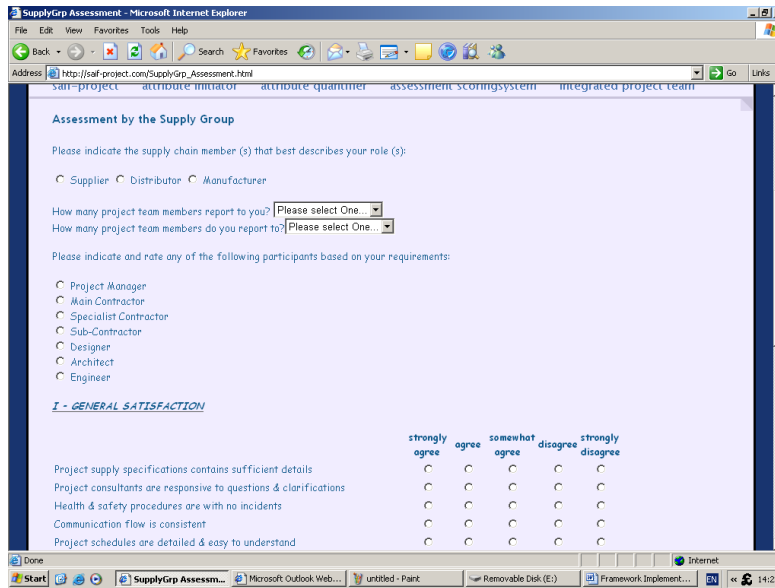 SupplyGrp Assessment - Microsoft Internet Explorer
File Edit View Favorites Tools Help
Back Search Favorites
Address http://saif-project.com/SupplyGrp_Assessment.html Go Links
saif-project attribute initiator attribute quantifier assessment scoringsystem integrated project team
Assessment by the Supply Group
Please indicate the supply chain member (s) that best describes your role (s):
Supplier Distributor Manufacturer
How many project team members report to you? Please select One...
How many project team members do you report to? Please select One...
Please indicate and rate any of the following participants based on your requirements:
Project Manager
Main Contractor
Specialist Contractor
Sub-Contractor
Designer
Architect
Engineer
I - GENERAL SATISFACTION
strongly agree agree somewhat agree disagree strongly disagree
Project supply specifications contains sufficient details
Project consultants are responsive to questions & clarifications
Health & safety procedures are with no incidents
Communication flow is consistent
Project schedules are detailed & easy to understand
Done Internet
Start SupplyGrp Assessm... Microsoft Outlook Web... untitled - Paint Removable Disk (E:) Framework Implement... EN